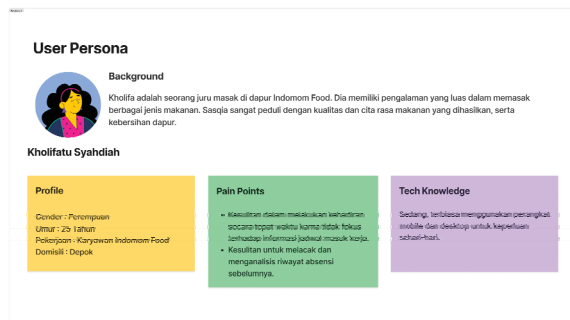 User Persona
Background
Kholifa adalah seorang juru masak di dapur Indomom Food. Dia memiliki pengalaman yang luas dalam memasak
berbagai jenis makanan. Sasqia sangat peduli dengan kualitas dan cita rasa makanan yang dihasilkan, serta
kebersihan dapur.
Kholifatu Syahdiah
Profile
Gender : Perempuan
Umur : 25 Tahun
Pekerjaan : Karyawan Indomom Food
Domisili : Depok
Pain Points
• Kesulitan dalam melakukan kehadiran
secara tepat waktu karna tidak fokus
terhadap informasi jadwal masuk kerja.
• Kesulitan untuk melacak dan
menganalisis riwayat absensi
sebelumnya.
Tech Knowledge
Sedang, terbiasa menggunakan perangkat
mobile dan desktop untuk keperluan
sehari-hari.